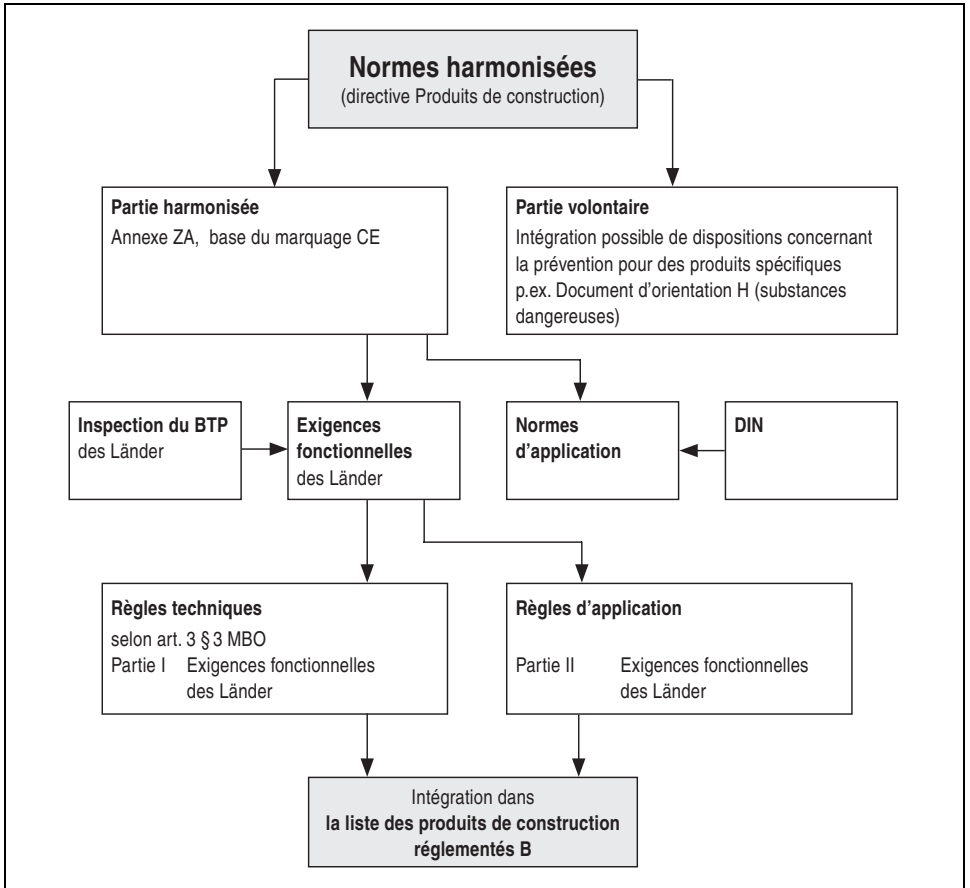 Normes harmonisées
(directive Produits de construction)
Partie harmonisée
Annexe ZA, base du marquage CE
Partie volontaire
Intégration possible de dispositions concernant
la prévention pour des produits spécifiques
p.ex. Document d'orientation H (substances
dangereuses)
Inspection du BTP
des Länder
Exigences
fonctionnelles
des Länder
Normes
d'application
DIN
Règles techniques
selon art. 3 § 3 MBO
Partie I Exigences fonctionnelles
des Länder
Règles d'application
Partie II Exigences fonctionnelles
des Länder
Intégration dans
la liste des produits de construction
réglementés B